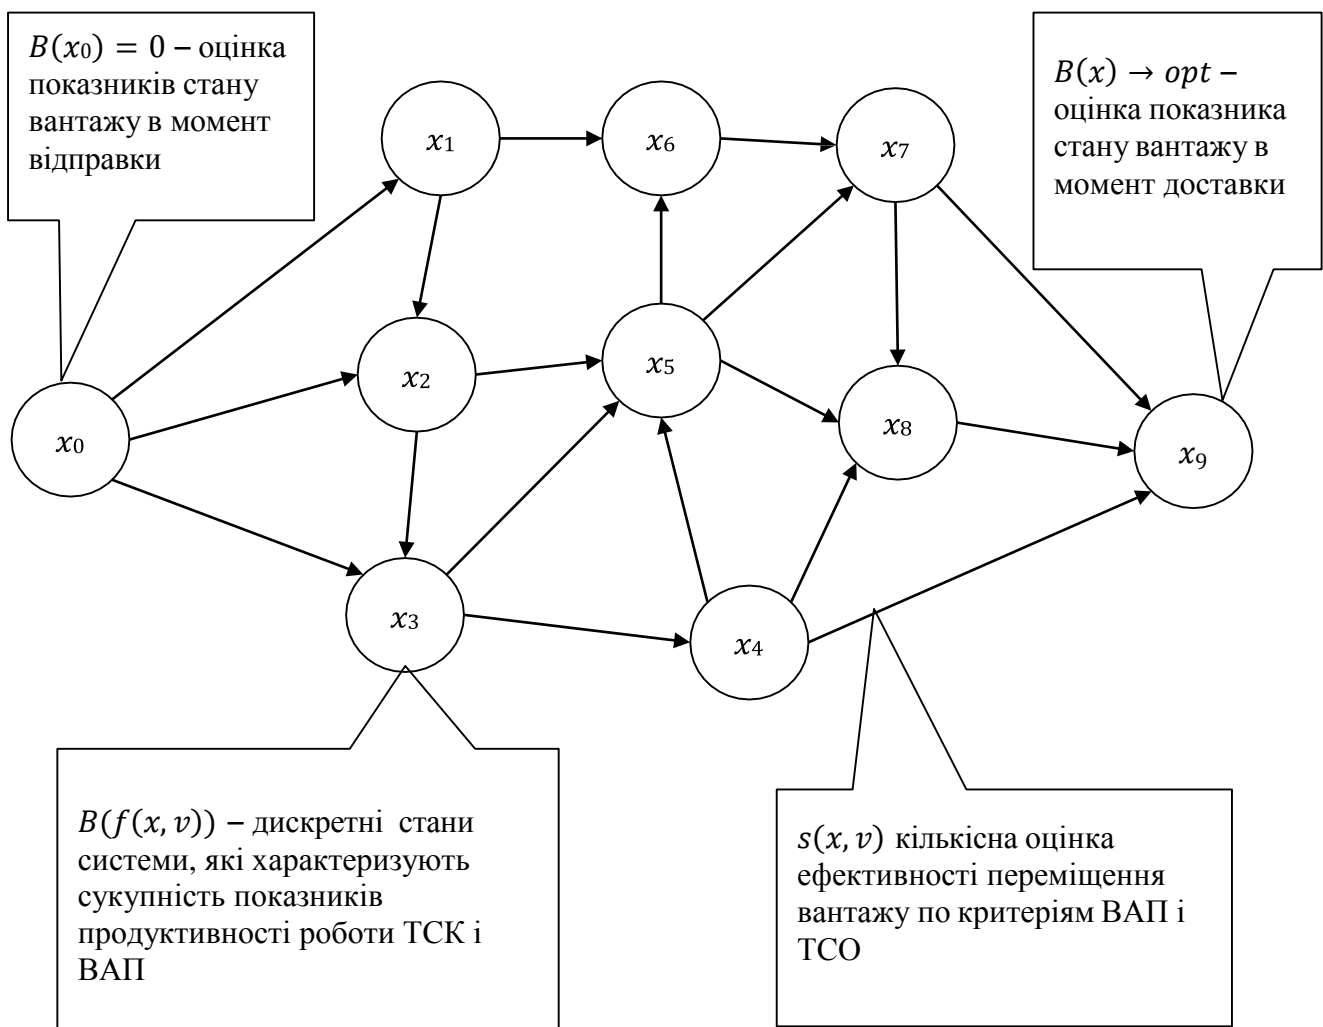 B(x0) = 0 – оцінка
показників стану
вантажу в момент
відправки
B(x) → opt –
оцінка показника
стану вантажу в
момент доставки
x1
x6
x7
x2
x5
x8
x0
x9
x3
x4
B(f(x, v)) – дискретні стани
системи, які характеризують
сукупність показників
продуктивності роботи ТСК і
ВАП
s(x, v) кількісна оцінка
ефективності переміщення
вантажу по критеріям ВАП і
ТСО